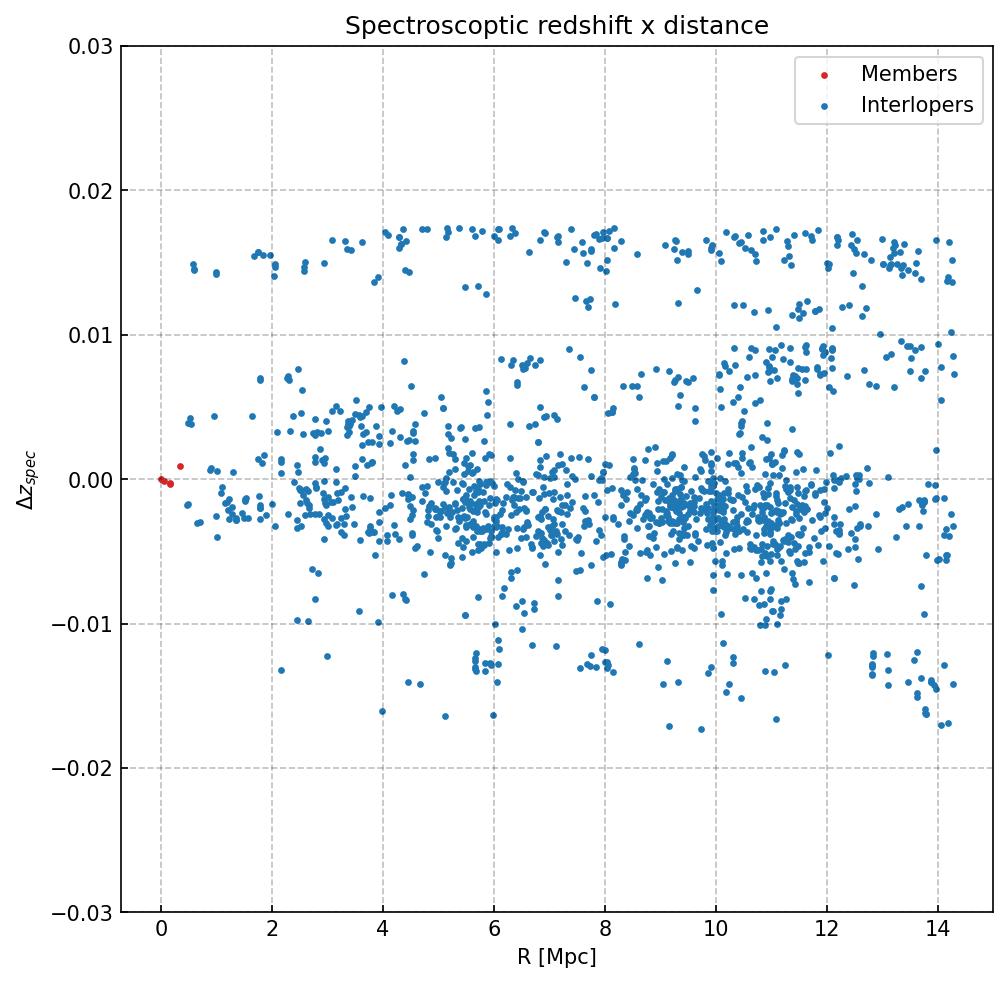 Spectroscoptic redshift x distance
Members
Interlopers
0.03
0.02
0.01
0.00
−0.01
−0.02
−0.03
Δz_spec
0 2 4 6 8 10 12 14
R [Mpc]